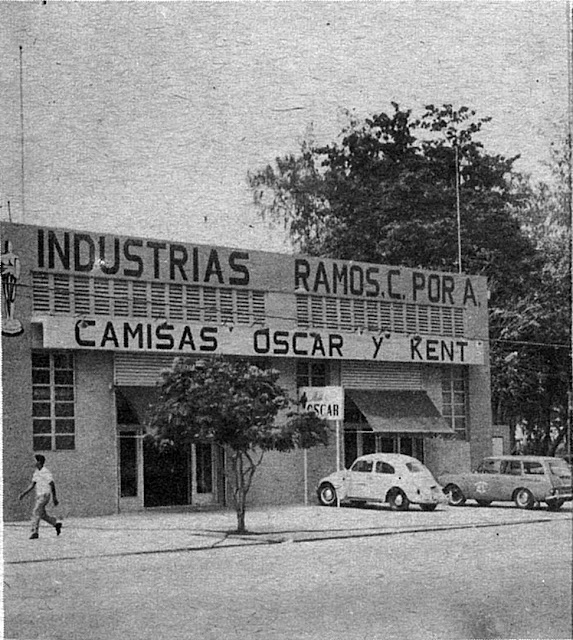 INDUSTRIAS RAMOS. C. POR A.
CAMISAS OSCAR Y KENT
OSCAR